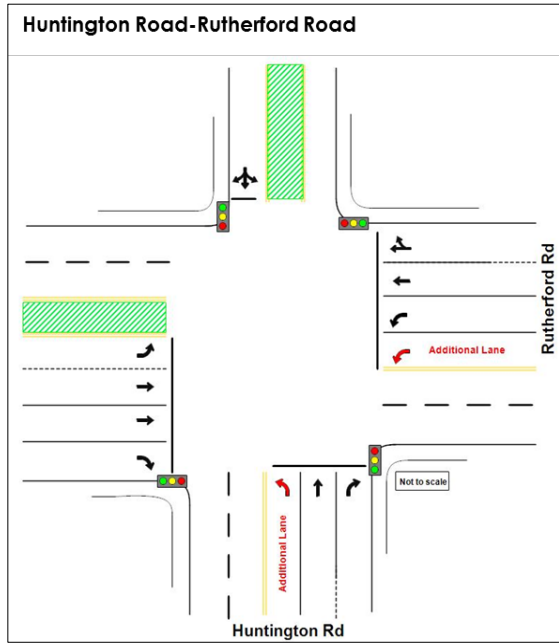 Huntington Road-Rutherford Road
Rutherford Rd
Additional Lane
Not to scale
Additional Lane
Huntington Rd